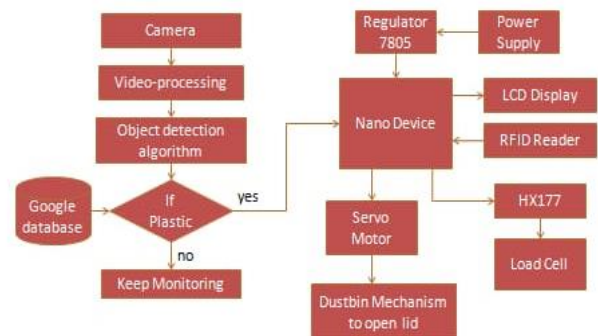 Camera
Video-processing
Object detection
algorithm
Google
database
If
Plastic
yes
no
Keep Monitoring
Regulator
7805
Power
Supply
Nano Device
LCD Display
RFID Reader
Servo
Motor
HX177
Load Cell
Dustbin Mechanism
to open lid